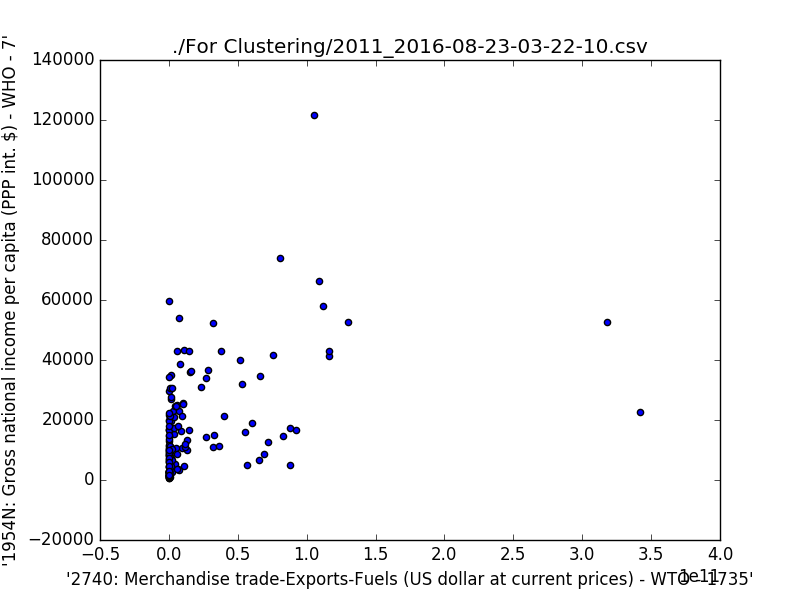 ./For Clustering/2011_2016-08-23-03-22-10.csv
'1954N: Gross national income per capita (PPP int. $) - WHO - 7'
140000
120000
100000
80000
60000
40000
20000
0
−20000
−0.5 0.0 0.5 1.0 1.5 2.0 2.5 3.0 3.5 4.0
1e11
'2740: Merchandise trade-Exports-Fuels (US dollar at current prices) - WTO - 1735'